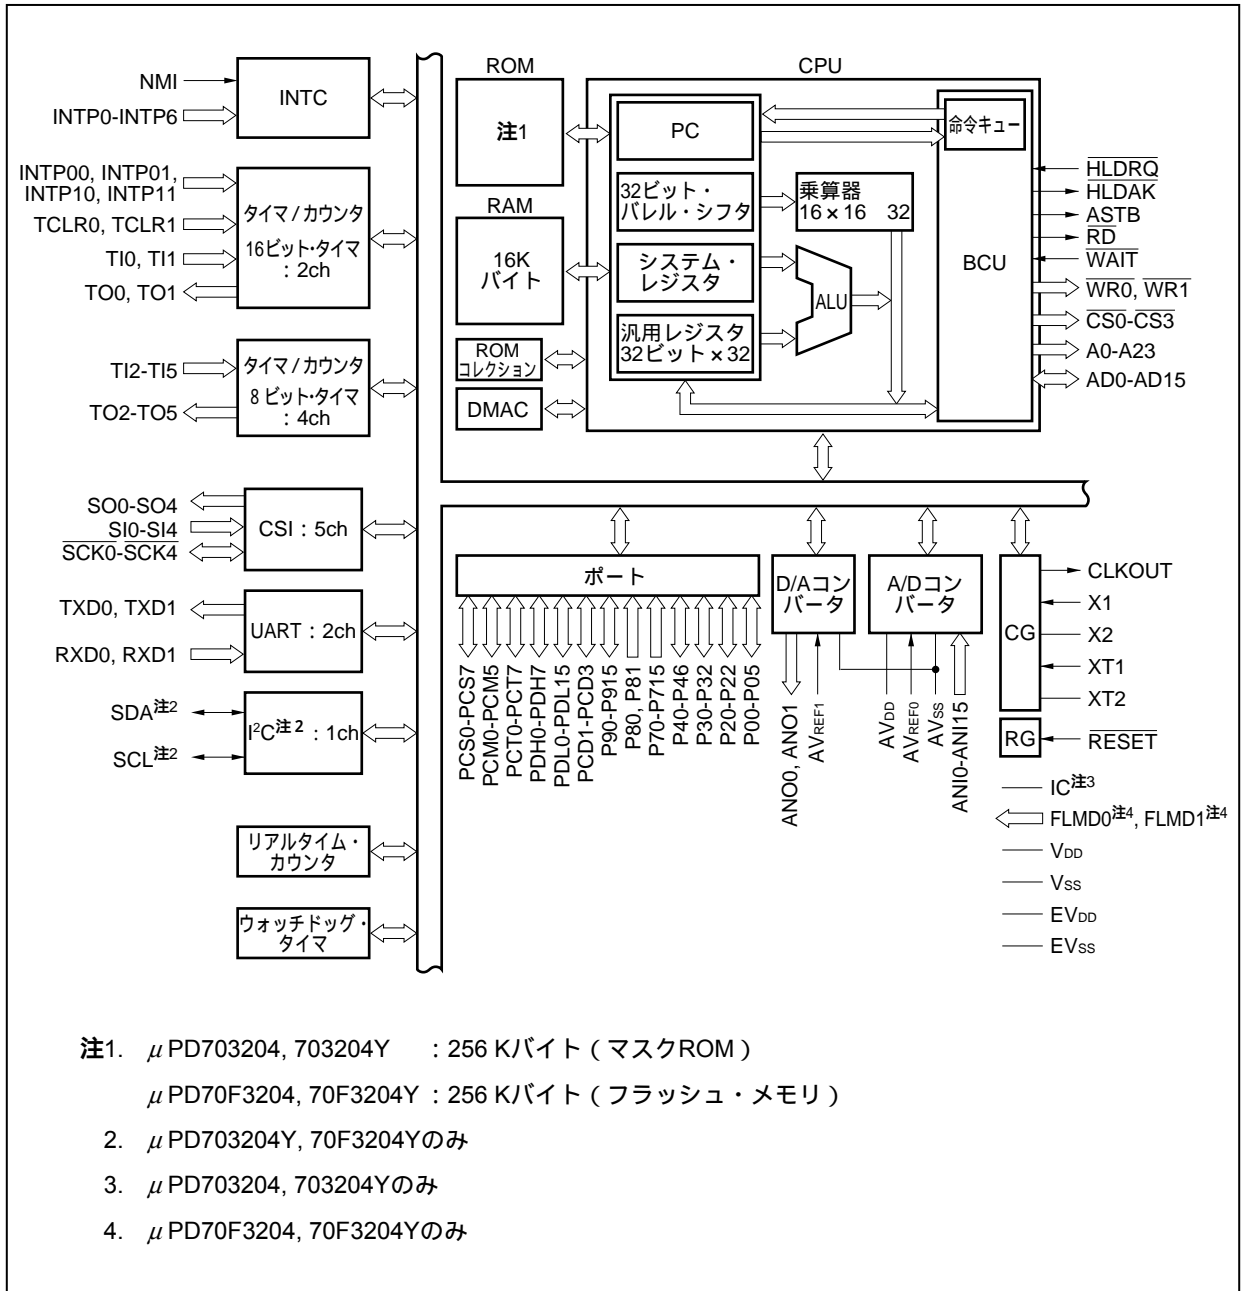 NMI
INTP0-INTP6
INTC
INTP00, INTP01,
INTP10, INTP11
TCLR0, TCLR1
TI0, TI1
TO0, TO1
タイマ / カウンタ
16ビット・タイマ
: 2ch
TI2-TI5
TO2-TO5
タイマ / カウンタ
8 ビット・タイマ
: 4ch
SO0-SO4
SI0-SI4
SCK0-SCK4
CSI : 5ch
TXD0, TXD1
RXD0, RXD1
UART : 2ch
SDA注2
SCL注2
I²C注2 : 1ch
リアルタイム・
カウンタ
ウォッチドッグ・
タイマ
ROM
注1
RAM
16K
バイト
ROM
コレクション
DMAC
CPU
PC
32ビット・
バレル・シフタ
システム・
レジスタ
汎用レジスタ
32ビット × 32
乗算器
16 × 16 32
ALU
命令キュー
BCU
HLDRQ
HLDAK
ASTB
RD
WAIT
WR0, WR1
CS0-CS3
A0-A23
AD0-AD15
ポート
PCS0-PCS7
PCM0-PCM5
PCT0-PCT7
PDH0-PDH7
PDL0-PDL15
PCD1-PCD3
P90-P915
P80, P81
P70-P715
P40-P46
P30-P32
P20-P22
P00-P05
D/Aコン
バータ
ANO0, ANO1
AVREF1
A/Dコン
バータ
AVDD
AVREF0
AVSS
ANI0-ANI15
CG
CLKOUT
X1
X2
XT1
XT2
RG
RESET
IC注3
FLMD0注4, FLMD1注4
VDD
VSS
EVDD
EVSS
注1. μPD703204, 703204Y : 256 Kバイト(マスクROM)
μPD70F3204, 70F3204Y : 256 Kバイト(フラッシュ・メモリ)
2. μPD703204Y, 70F3204Yのみ
3. μPD703204, 703204Yのみ
4. μPD70F3204, 70F3204Yのみ